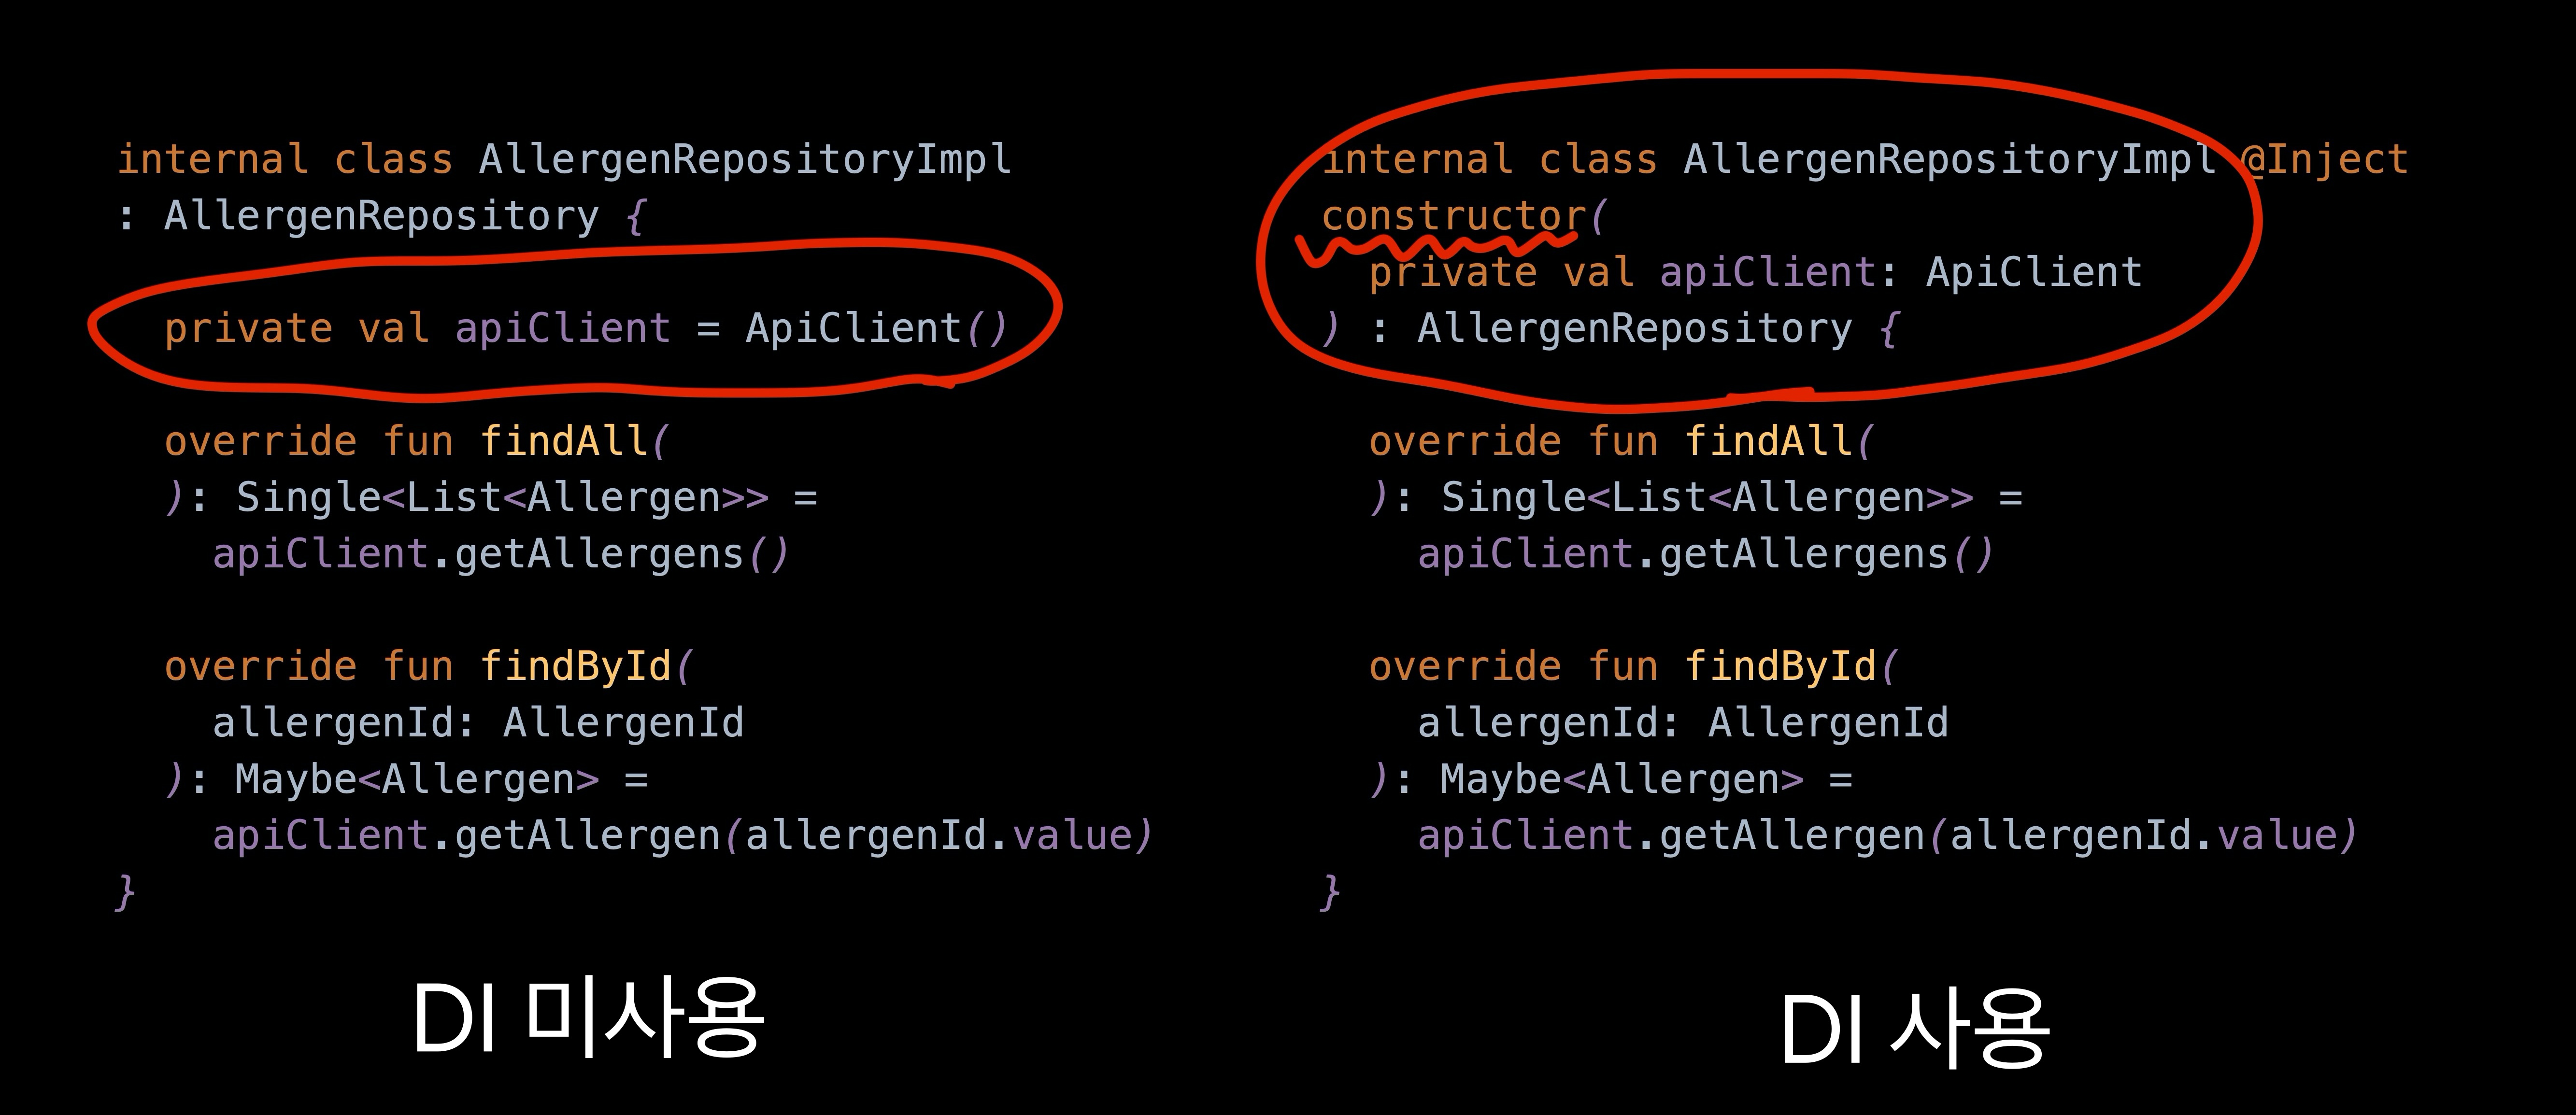 internal class AllergenRepositoryImpl
: AllergenRepository {
private val apiClient = ApiClient()
override fun findAll(
): Single<List<Allergen>> =
apiClient.getAllergens()
override fun findById(
allergenId: AllergenId
): Maybe<Allergen> =
apiClient.getAllergen(allergenId.value)
}
DI 미사용
internal class AllergenRepositoryImpl @Inject
constructor(
private val apiClient: ApiClient
) : AllergenRepository {
override fun findAll(
): Single<List<Allergen>> =
apiClient.getAllergens()
override fun findById(
allergenId: AllergenId
): Maybe<Allergen> =
apiClient.getAllergen(allergenId.value)
}
DI 사용